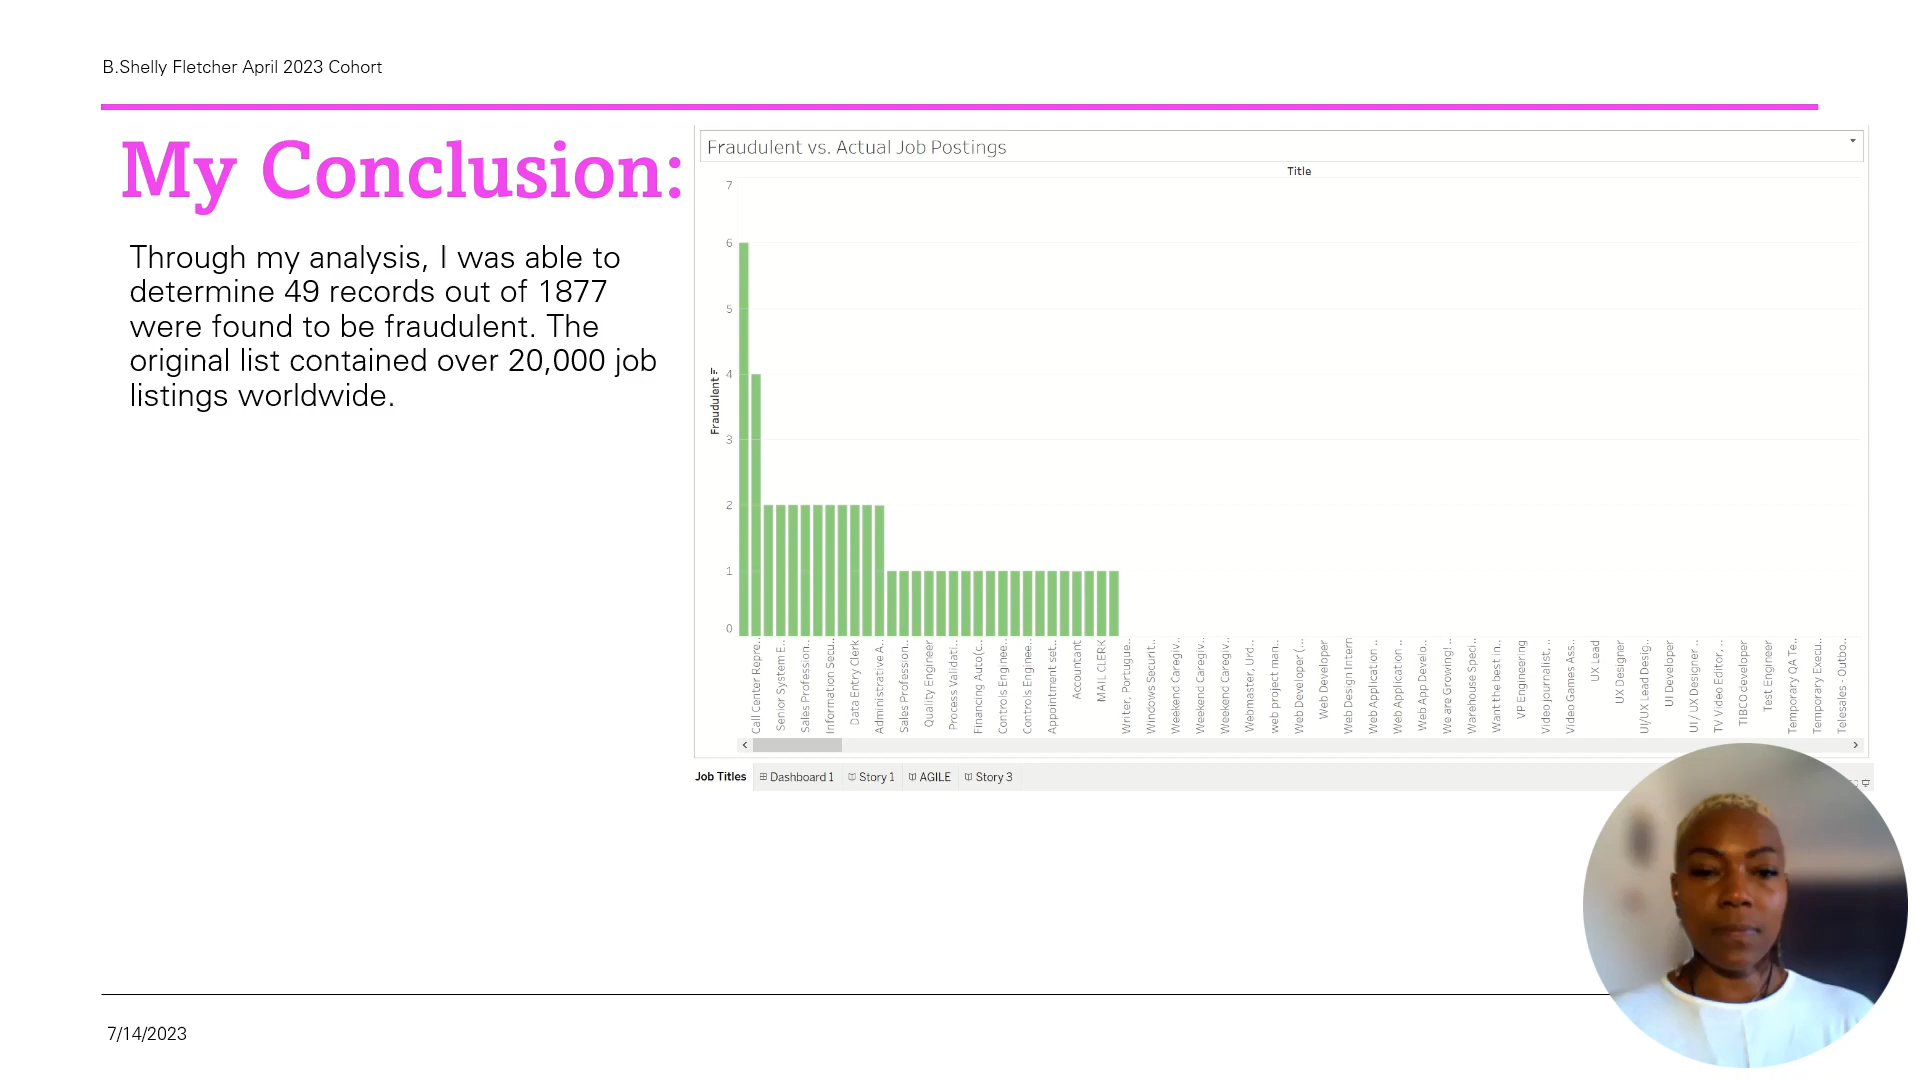 B.Shelly Fletcher April 2023 Cohort
My Conclusion:
Through my analysis, I was able to
determine 49 records out of 1877
were found to be fraudulent. The
original list contained over 20,000 job
listings worldwide.
Fraudulent vs. Actual Job Postings
Title
7
6
5
4
3
2
1
0
Fraudulent
Call Center Repre..
Senior System E..
Sales Profession..
Information Secu..
Data Entry Clerk
Administrative A..
Sales Profession..
Quality Engineer
Process Validati..
Financing Auto(c..
Controls Enginee..
Controls Enginee..
Appointment set..
Accountant
MAIL CLERK
Writer, Portugue..
Windows Securit..
Weekend Caregiv..
Weekend Caregiv..
Weekend Caregiv..
Webmaster, Urd..
web project man..
Web Developer (..
Web Developer
Web Design Intern
Web Application ..
Web Application ..
Web App Develo..
We are Growing! ..
Warehouse Speci..
Want the best in..
VP Engineering
Video journalist, ..
Video Games Ass..
UX Lead
UX Designer
UI/UX Lead Desig..
UI Developer
UI / UX Designer ..
TV Video Editor, ..
TIBCO developer
Test Engineer
Temporary QA Te..
Temporary Execu..
Telesales - Outbo..
Job Titles
Dashboard 1
Story 1
AGILE
Story 3
7/14/2023